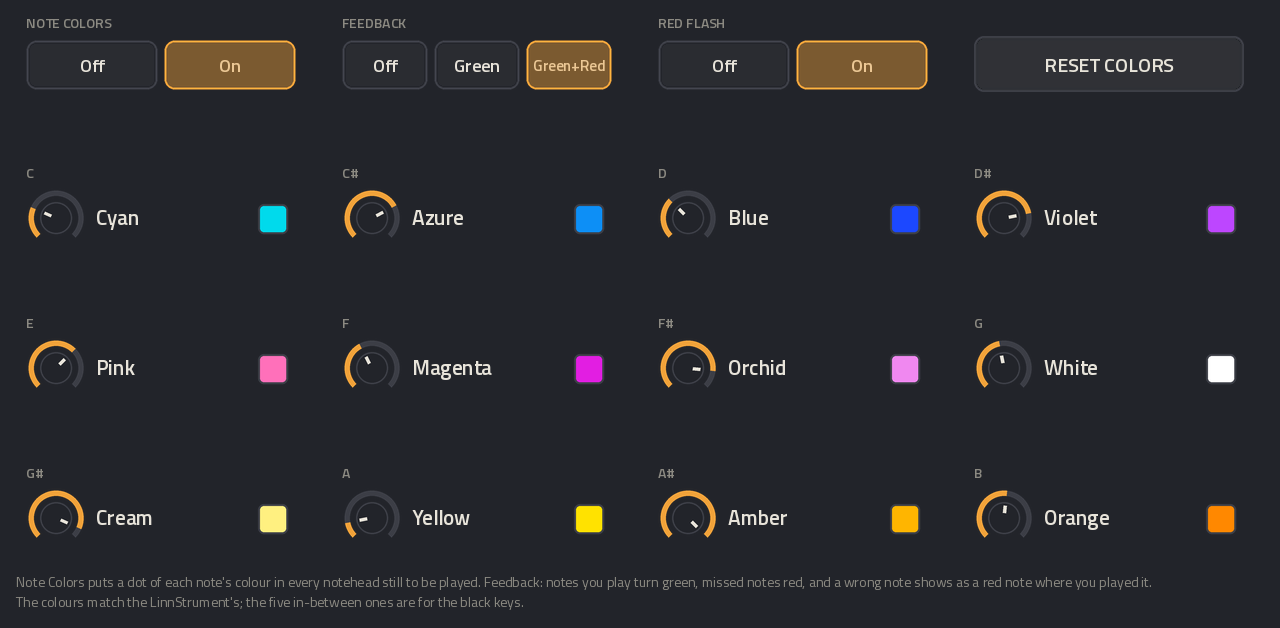 NOTE COLORS FEEDBACK RED FLASH
Off On Off Green Green+Red Off On RESET COLORS
C C# D D#
Cyan Azure Blue Violet
E F F# G
Pink Magenta Orchid White
G# A A# B
Cream Yellow Amber Orange
Note Colors puts a dot of each note's colour in every notehead still to be played. Feedback: notes you play turn green, missed notes red, and a wrong note shows as a red note where you played it.
The colours match the LinnStrument's; the five in-between ones are for the black keys.